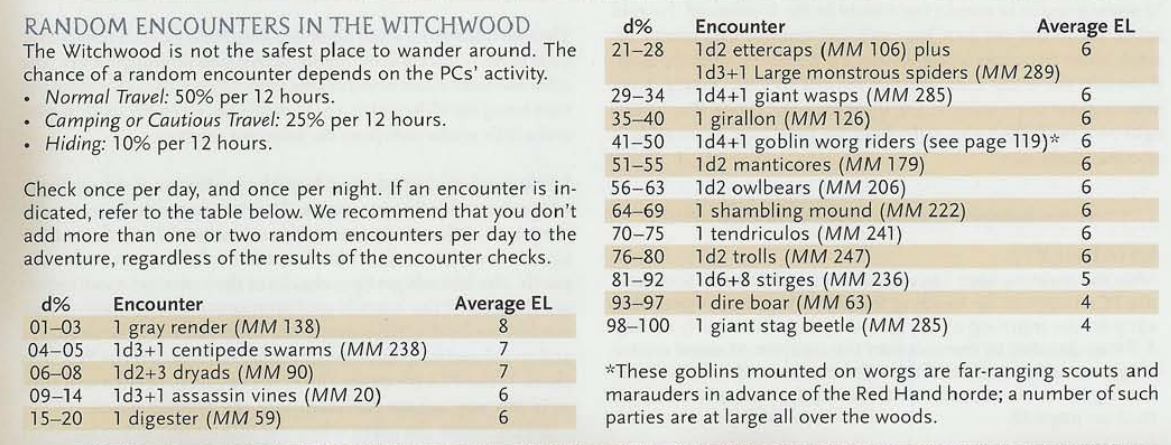 RANDOM ENCOUNTERS IN THE WITCHWOOD
The Witchwood is not the safest place to wander around. The
chance of a random encounter depends on the PCs' activity.
• Normal Travel: 50% per 12 hours.
• Camping or Cautious Travel: 25% per 12 hours.
• Hiding: 10% per 12 hours.
Check once per day, and once per night. If an encounter is in-
dicated, refer to the table below. We recommend that you don't
add more than one or two random encounters per day to the
adventure, regardless of the results of the encounter checks.
d% Encounter Average EL
01–03 1 gray render (MM 138) 8
04–05 1d3+1 centipede swarms (MM 238) 7
06–08 1d2+3 dryads (MM 90) 7
09–14 1d3+1 assassin vines (MM 20) 6
15–20 1 digester (MM 59) 6
d% Encounter Average EL
21–28 1d2 ettercaps (MM 106) plus 6
1d3+1 Large monstrous spiders (MM 289)
29–34 1d4+1 giant wasps (MM 285) 6
35–40 1 girallon (MM 126) 6
41–50 1d4+1 goblin worg riders (see page 119)* 6
51–55 1d2 manticores (MM 179) 6
56–63 1d2 owlbears (MM 206) 6
64–69 1 shambling mound (MM 222) 6
70–75 1 tendriculos (MM 241) 6
76–80 1d2 trolls (MM 247) 6
81–92 1d6+8 stirges (MM 236) 5
93–97 1 dire boar (MM 63) 4
98–100 1 giant stag beetle (MM 285) 4
*These goblins mounted on worgs are far-ranging scouts and
marauders in advance of the Red Hand horde; a number of such
parties are at large all over the woods.